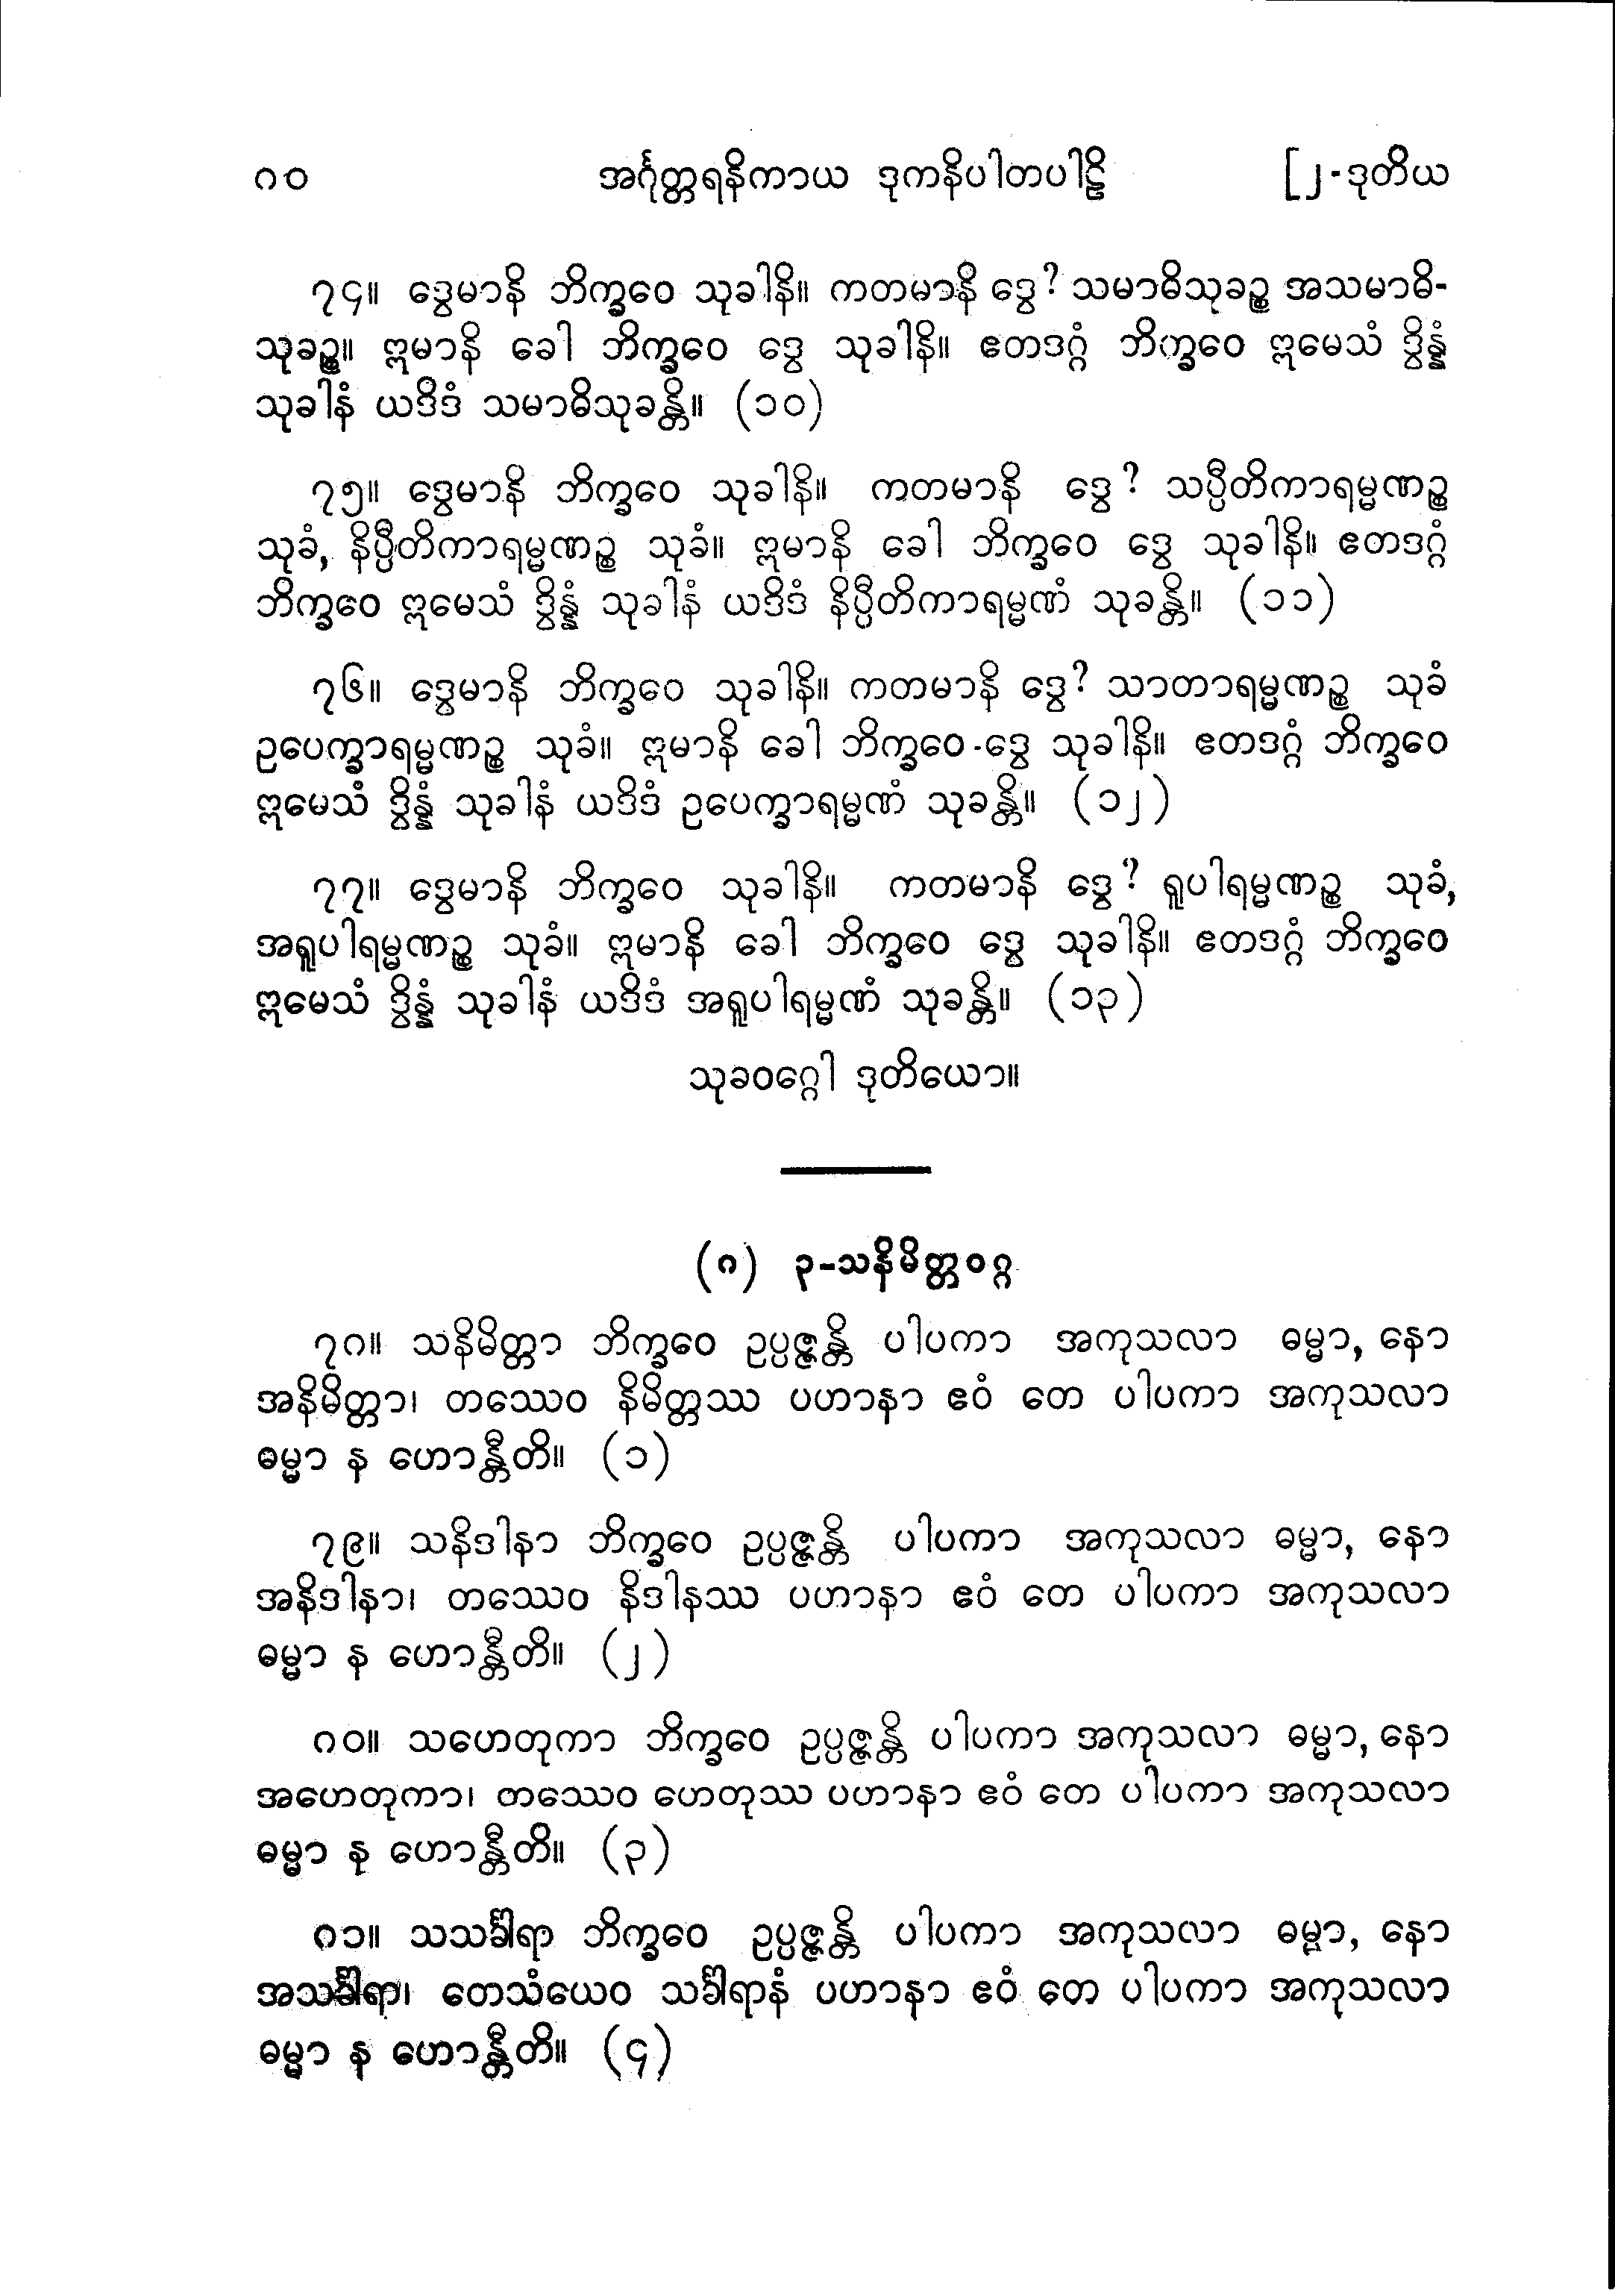 ၈၀ အင်္ဂုတ္တရနိကာယ ဒုကနိပါတပါဠိ [၂-ဒုတိယ
၇၄။ ဒွေမာနိ ဘိက္ခဝေ သုခါနိ။ ကတမာနိ ဒွေ? သမာဓိသုခဉ္စ အသမာဓိ-
သုခဉ္စ။ ဣမာနိ ခေါ ဘိက္ခဝေ ဒွေ သုခါနိ။ ဧတဒဂ္ဂံ ဘိက္ခဝေ ဣမေသံ ဒွိန္နံ
သုခါနံ ယဒိဒံ သမာဓိသုခန္တိ။ (၁၀)
၇၅။ ဒွေမာနိ ဘိက္ခဝေ သုခါနိ။ ကတမာနိ ဒွေ? သပ္ပီတိကာရမ္မဏဉ္စ
သုခံ, နိပ္ပီတိကာရမ္မဏဉ္စ သုခံ။ ဣမာနိ ခေါ ဘိက္ခဝေ ဒွေ သုခါနိ။ ဧတဒဂ္ဂံ
ဘိက္ခဝေ ဣမေသံ ဒွိန္နံ သုခါနံ ယဒိဒံ နိပ္ပီတိကာရမ္မဏံ သုခန္တိ။ (၁၁)
၇၆။ ဒွေမာနိ ဘိက္ခဝေ သုခါနိ။ ကတမာနိ ဒွေ? သာတာရမ္မဏဉ္စ သုခံ
ဥပေက္ခာရမ္မဏဉ္စ သုခံ။ ဣမာနိ ခေါ ဘိက္ခဝေ ဒွေ သုခါနိ။ ဧတဒဂ္ဂံ ဘိက္ခဝေ
ဣမေသံ ဒွိန္နံ သုခါနံ ယဒိဒံ ဥပေက္ခာရမ္မဏံ သုခန္တိ။ (၁၂)
၇၇။ ဒွေမာနိ ဘိက္ခဝေ သုခါနိ။ ကတမာနိ ဒွေ? ရူပါရမ္မဏဉ္စ သုခံ,
အရူပါရမ္မဏဉ္စ သုခံ။ ဣမာနိ ခေါ ဘိက္ခဝေ ဒွေ သုခါနိ။ ဧတဒဂ္ဂံ ဘိက္ခဝေ
ဣမေသံ ဒွိန္နံ သုခါနံ ယဒိဒံ အရူပါရမ္မဏံ သုခန္တိ။ (၁၃)
သုခဝဂ္ဂေါ ဒုတိယော။
(၈) ၃-သနိမိတ္တဝဂ္ဂ
၇၈။ သနိမိတ္တာ ဘိက္ခဝေ ဥပ္ပဇ္ဇန္တိ ပါပကာ အကုသလာ ဓမ္မာ, နော
အနိမိတ္တာ၊ တဿေဝ နိမိတ္တဿ ပဟာနာ ဧဝံ တေ ပါပကာ အကုသလာ
ဓမ္မာ န ဟောန္တီတိ။ (၁)
၇၉။ သနိဒါနာ ဘိက္ခဝေ ဥပ္ပဇ္ဇန္တိ ပါပကာ အကုသလာ ဓမ္မာ, နော
အနိဒါနာ၊ တဿေဝ နိဒါနဿ ပဟာနာ ဧဝံ တေ ပါပကာ အကုသလာ
ဓမ္မာ န ဟောန္တီတိ။ (၂)
၈၀။ သဟေတုကာ ဘိက္ခဝေ ဥပ္ပဇ္ဇန္တိ ပါပကာ အကုသလာ ဓမ္မာ, နော
အဟေတုကာ၊ တဿေဝ ဟေတုဿ ပဟာနာ ဧဝံ တေ ပါပကာ အကုသလာ
ဓမ္မာ န ဟောန္တီတိ။ (၃)
၈၁။ သသင်္ခါရာ ဘိက္ခဝေ ဥပ္ပဇ္ဇန္တိ ပါပကာ အကုသလာ ဓမ္မာ, နော
အသင်္ခါရာ၊ တေသံယေဝ သင်္ခါရာနံ ပဟာနာ ဧဝံ တေ ပါပကာ အကုသလာ
ဓမ္မာ န ဟောန္တီတိ။ (၄)